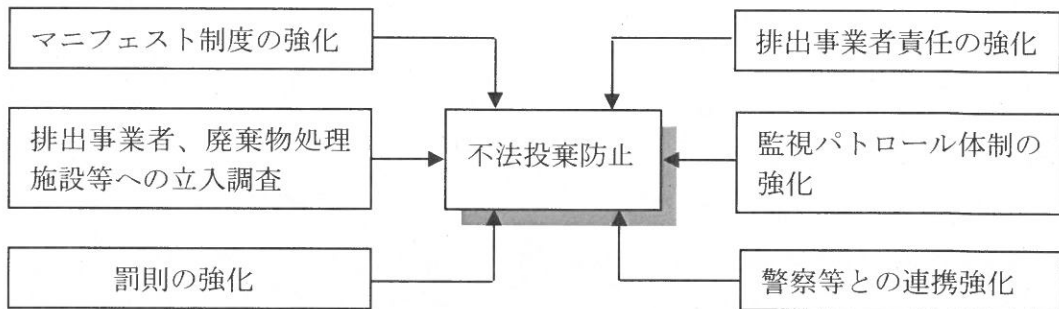 マニフェスト制度の強化
排出事業者責任の強化
排出事業者、廃棄物処理
施設等への立入調査
不法投棄防止
監視パトロール体制の
強化
罰則の強化
警察等との連携強化